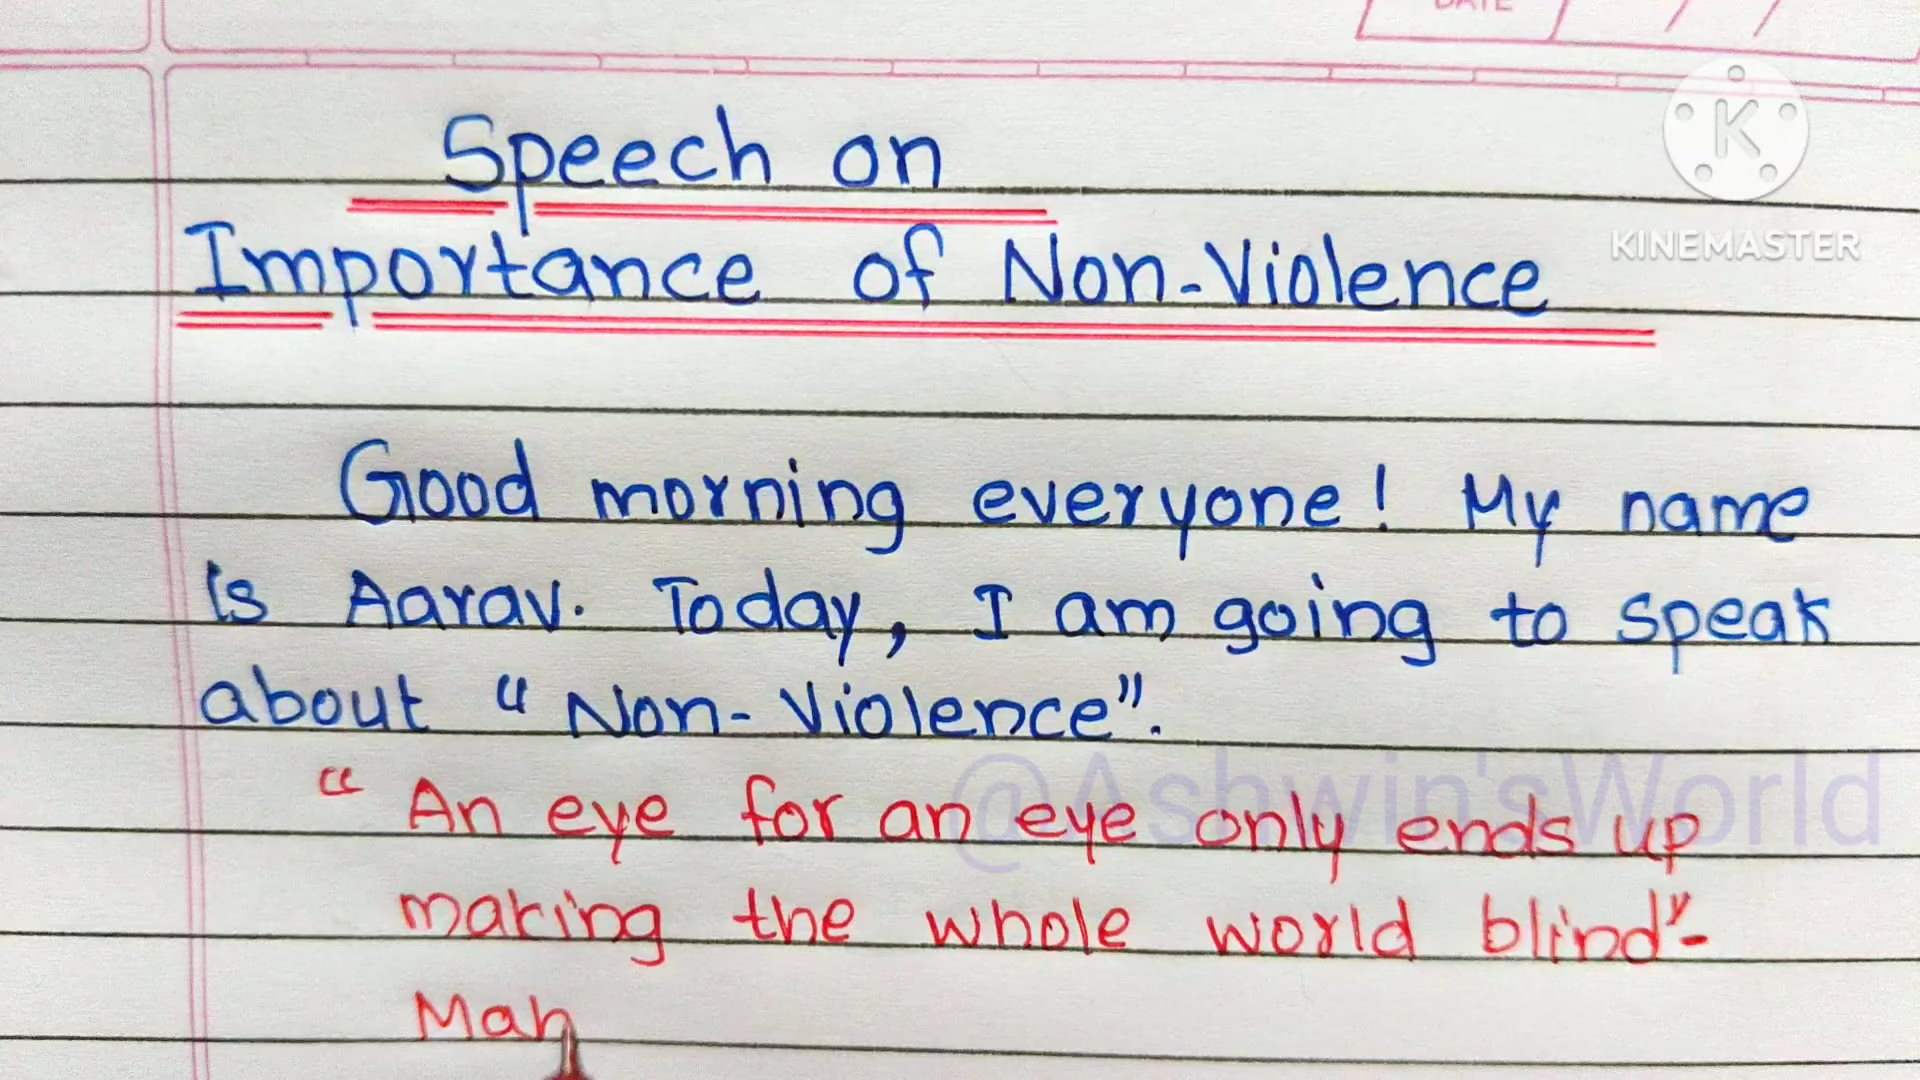 DATE
K
KINEMASTER
Speech on
Importance of Non-Violence
Good morning everyone! My name
is Aarav. Today, I am going to speak
about "Non-Violence".
@Ashwin'sWorld
"An eye for an eye only ends up
making the whole world blind"-
Mah